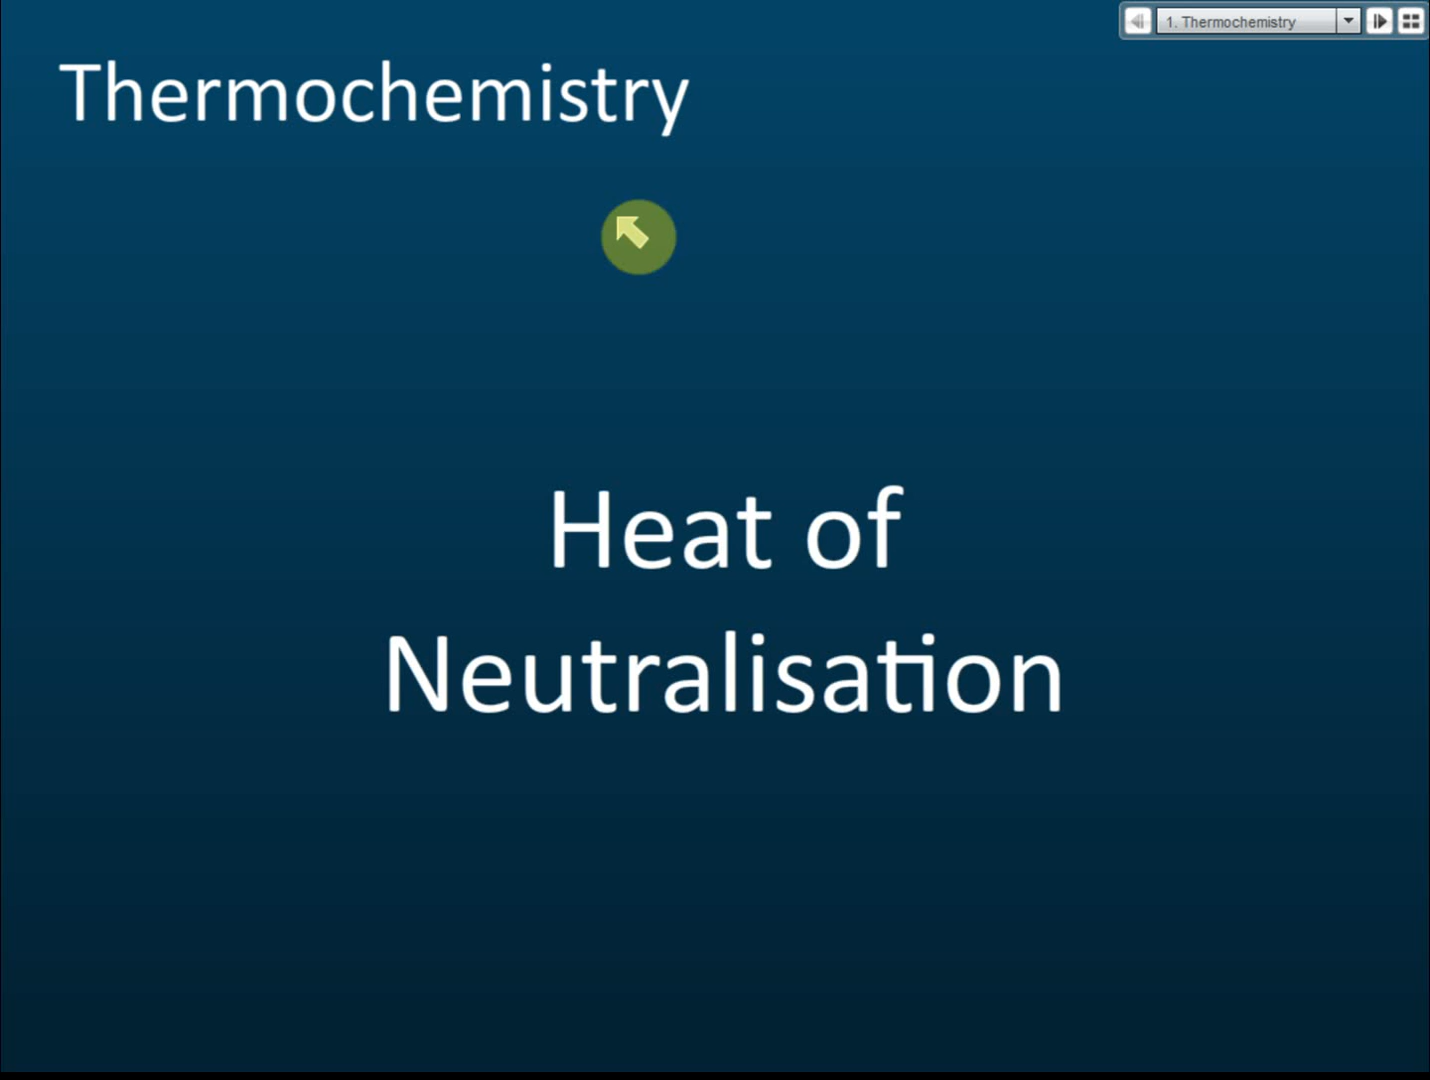 1. Thermochemistry
Thermochemistry
Heat of
Neutralisation